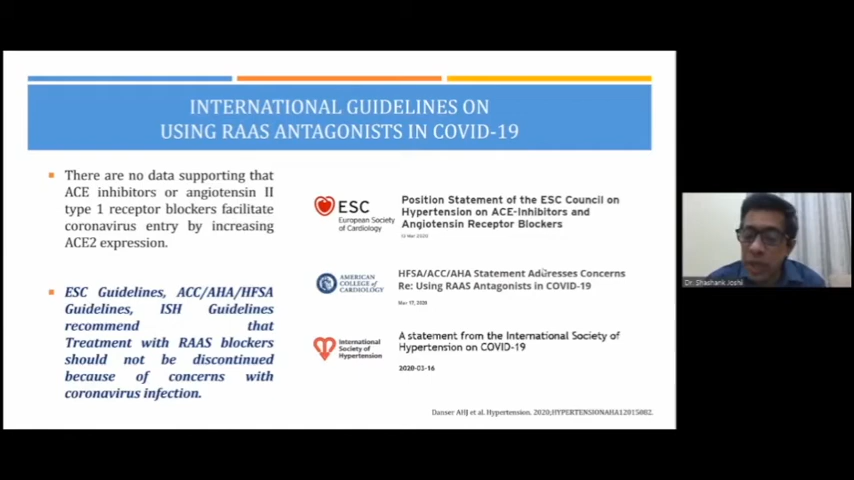 INTERNATIONAL GUIDELINES ON
USING RAAS ANTAGONISTS IN COVID-19
There are no data supporting that
ACE inhibitors or angiotensin II
type 1 receptor blockers facilitate
coronavirus entry by increasing
ACE2 expression.
ESC Guidelines, ACC/AHA/HFSA
Guidelines, ISH Guidelines
recommend that
Treatment with RAAS blockers
should not be discontinued
because of concerns with
coronavirus infection.
ESC
European Society
of Cardiology
Position Statement of the ESC Council on
Hypertension on ACE-Inhibitors and
Angiotensin Receptor Blockers
13 Mar 2020
AMERICAN
COLLEGE of
CARDIOLOGY
HFSA/ACC/AHA Statement Addresses Concerns
Re: Using RAAS Antagonists in COVID-19
Mar 17, 2020
International
Society of
Hypertension
A statement from the International Society of
Hypertension on COVID-19
2020-03-16
Danser AHJ et al. Hypertension. 2020;HYPERTENSIONAHA12015082.
Dr. Shashank Joshi